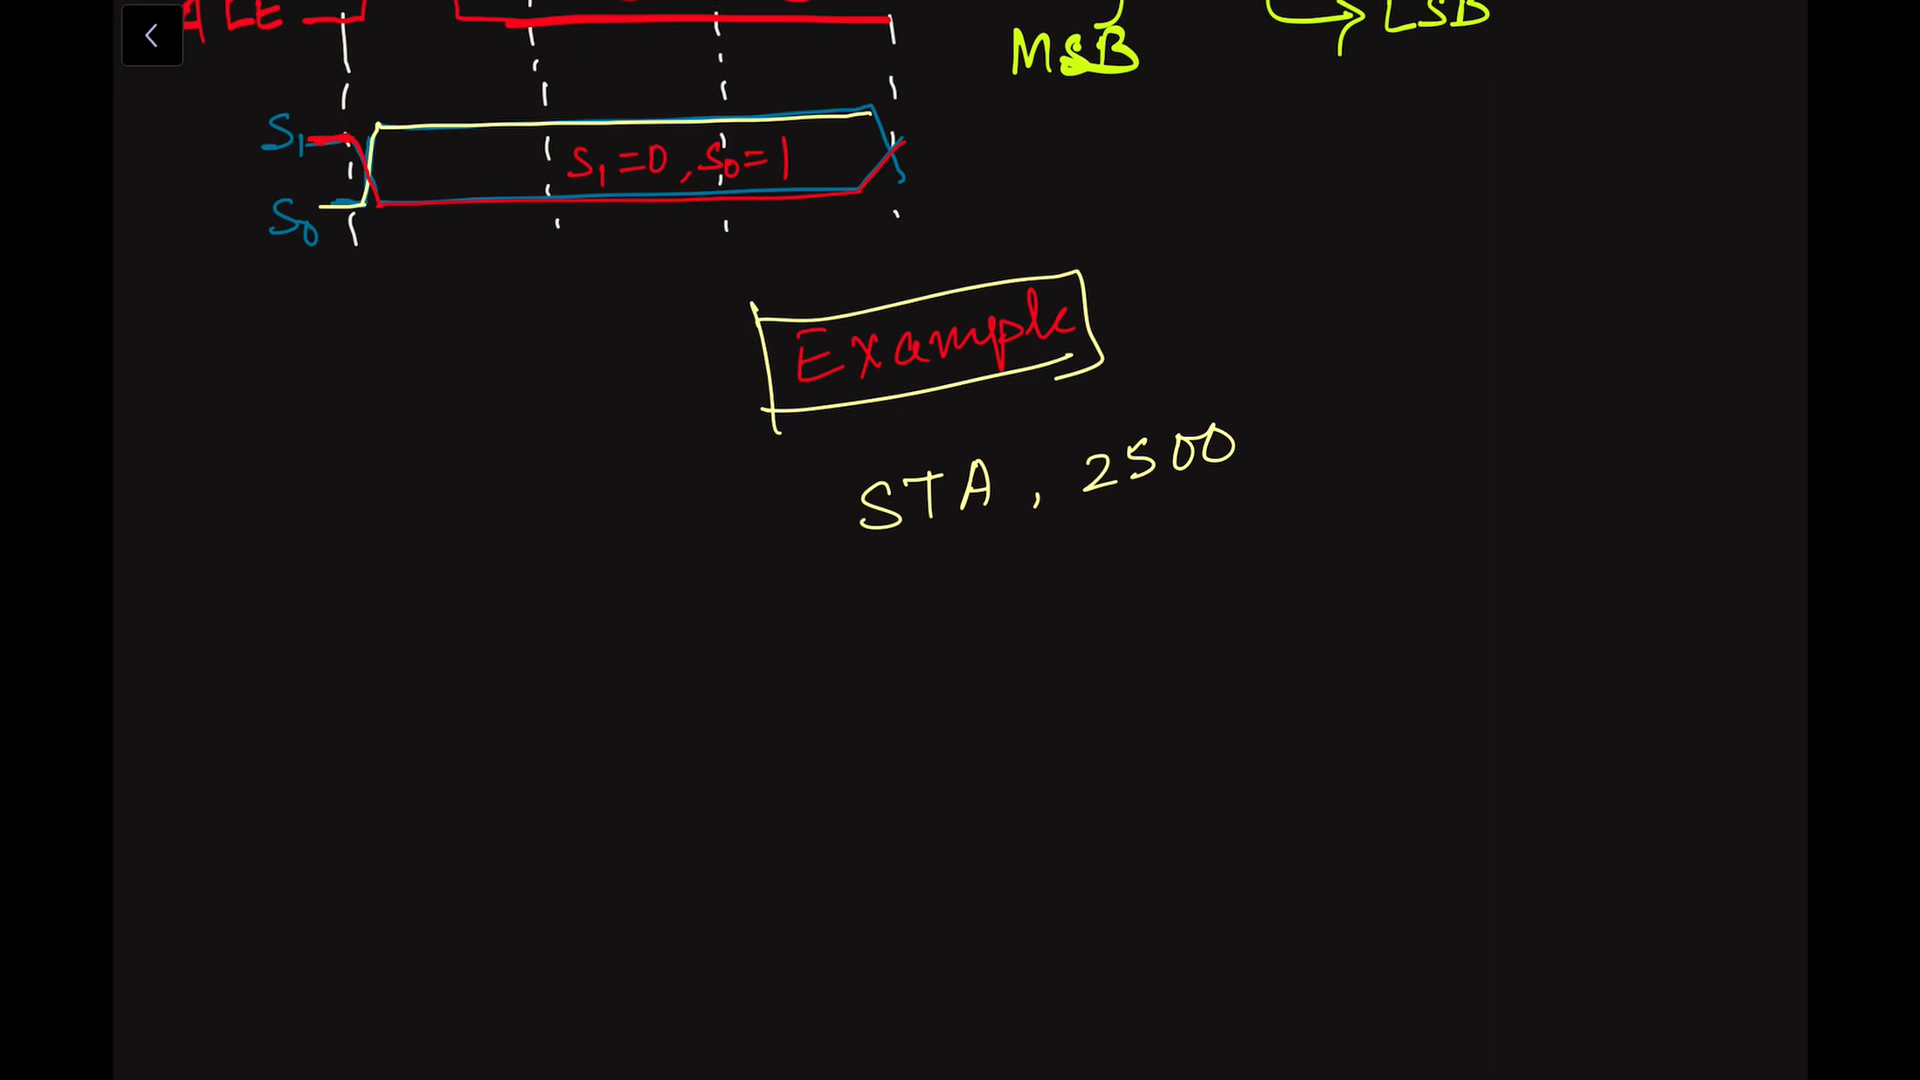 ALE
MSB
LSB
S1
S1=0, S0=1
S0
Example
STA, 2500